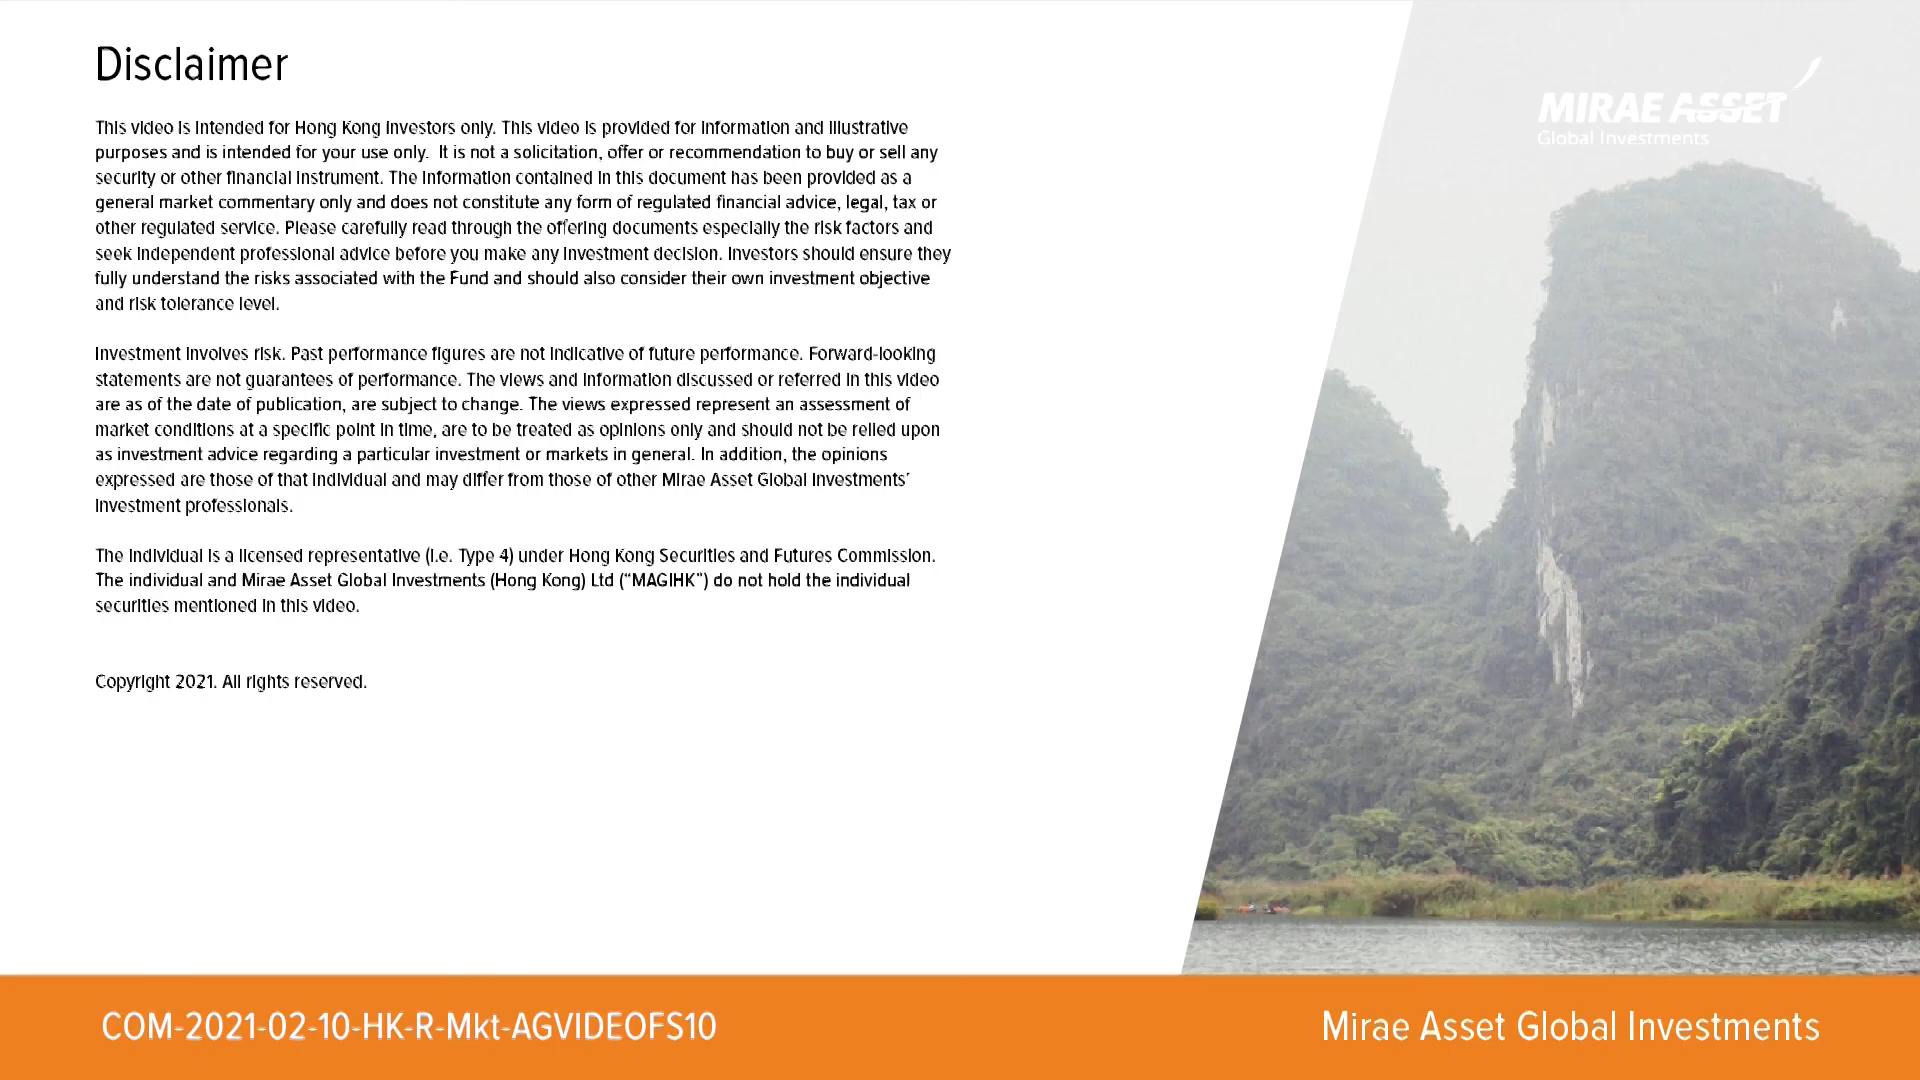 Disclaimer
This video is intended for Hong Kong investors only. This video is provided for information and illustrative
purposes and is intended for your use only.  It is not a solicitation, offer or recommendation to buy or sell any
security or other financial instrument. The information contained in this document has been provided as a
general market commentary only and does not constitute any form of regulated financial advice, legal, tax or
other regulated service. Please carefully read through the offering documents especially the risk factors and
seek independent professional advice before you make any investment decision. Investors should ensure they
fully understand the risks associated with the Fund and should also consider their own investment objective
and risk tolerance level.
Investment involves risk. Past performance figures are not indicative of future performance. Forward-looking
statements are not guarantees of performance. The views and information discussed or referred in this video
are as of the date of publication, are subject to change. The views expressed represent an assessment of
market conditions at a specific point in time, are to be treated as opinions only and should not be relied upon
as investment advice regarding a particular investment or markets in general. In addition, the opinions
expressed are those of that individual and may differ from those of other Mirae Asset Global Investments'
investment professionals.
The individual is a licensed representative (i.e. Type 4) under Hong Kong Securities and Futures Commission.
The individual and Mirae Asset Global Investments (Hong Kong) Ltd (“MAGIHK”) do not hold the individual
securities mentioned in this video.
Copyright 2021. All rights reserved.
MIRAE ASSET
Global Investments
COM-2021-02-10-HK-R-Mkt-AGVIDEOFS10
Mirae Asset Global Investments